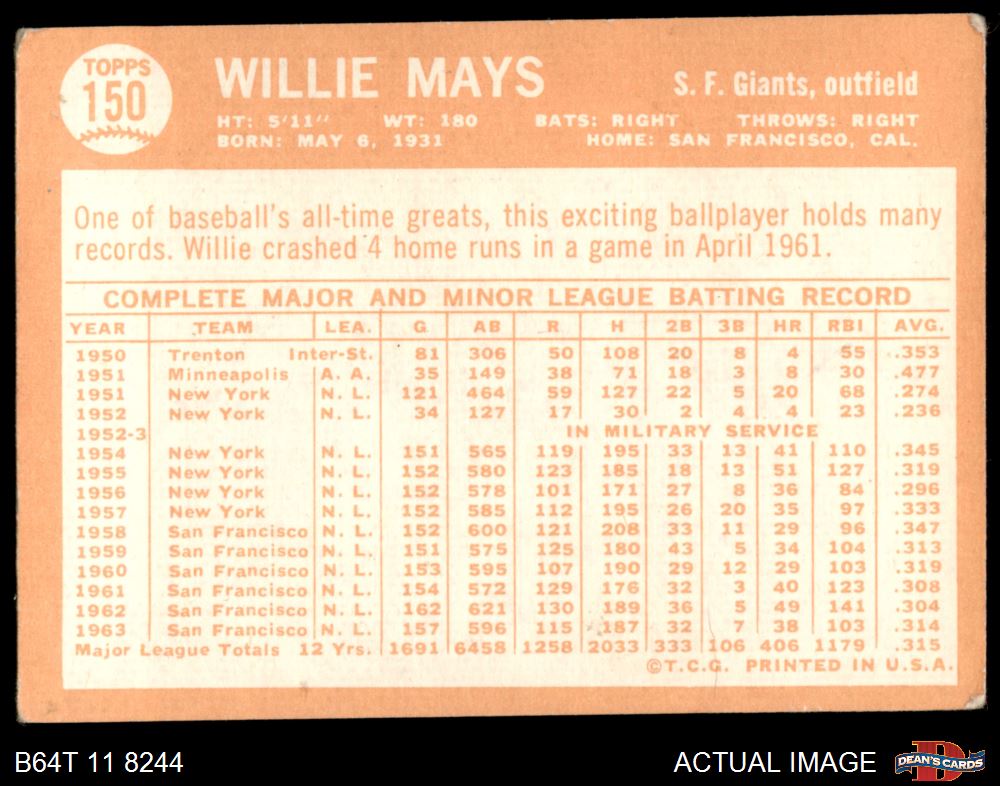 TOPPS
150
WILLIE MAYS
S. F. Giants, outfield
HT: 5'11" WT: 180 BATS: RIGHT THROWS: RIGHT
BORN: MAY 6, 1931 HOME: SAN FRANCISCO, CAL.
One of baseball's all-time greats, this exciting ballplayer holds many
records. Willie crashed 4 home runs in a game in April 1961.
COMPLETE MAJOR AND MINOR LEAGUE BATTING RECORD
YEAR TEAM LEA. G AB R H 2B 3B HR RBI AVG.
1950 Trenton Inter-St. 81 306 50 108 20 8 4 55 .353
1951 Minneapolis A. A. 35 149 38 71 18 3 8 30 .477
1951 New York N. L. 121 464 59 127 22 5 20 68 .274
1952 New York N. L. 34 127 17 30 2 4 4 23 .236
1952-3 IN MILITARY SERVICE
1954 New York N. L. 151 565 119 195 33 13 41 110 .345
1955 New York N. L. 152 580 123 185 18 13 51 127 .319
1956 New York N. L. 152 578 101 171 27 8 36 84 .296
1957 New York N. L. 152 585 112 195 26 20 35 97 .333
1958 San Francisco N. L. 152 600 121 208 33 11 29 96 .347
1959 San Francisco N. L. 151 575 125 180 43 5 34 104 .313
1960 San Francisco N. L. 153 595 107 190 29 12 29 103 .319
1961 San Francisco N. L. 154 572 129 176 32 3 40 123 .308
1962 San Francisco N. L. 162 621 130 189 36 5 49 141 .304
1963 San Francisco N. L. 157 596 115 187 32 7 38 103 .314
Major League Totals 12 Yrs. 1691 6458 1258 2033 333 106 406 1179 .315
©T.C.G. PRINTED IN U.S.A.
B64T 11 8244
ACTUAL IMAGE
D
DEAN'S CARDS